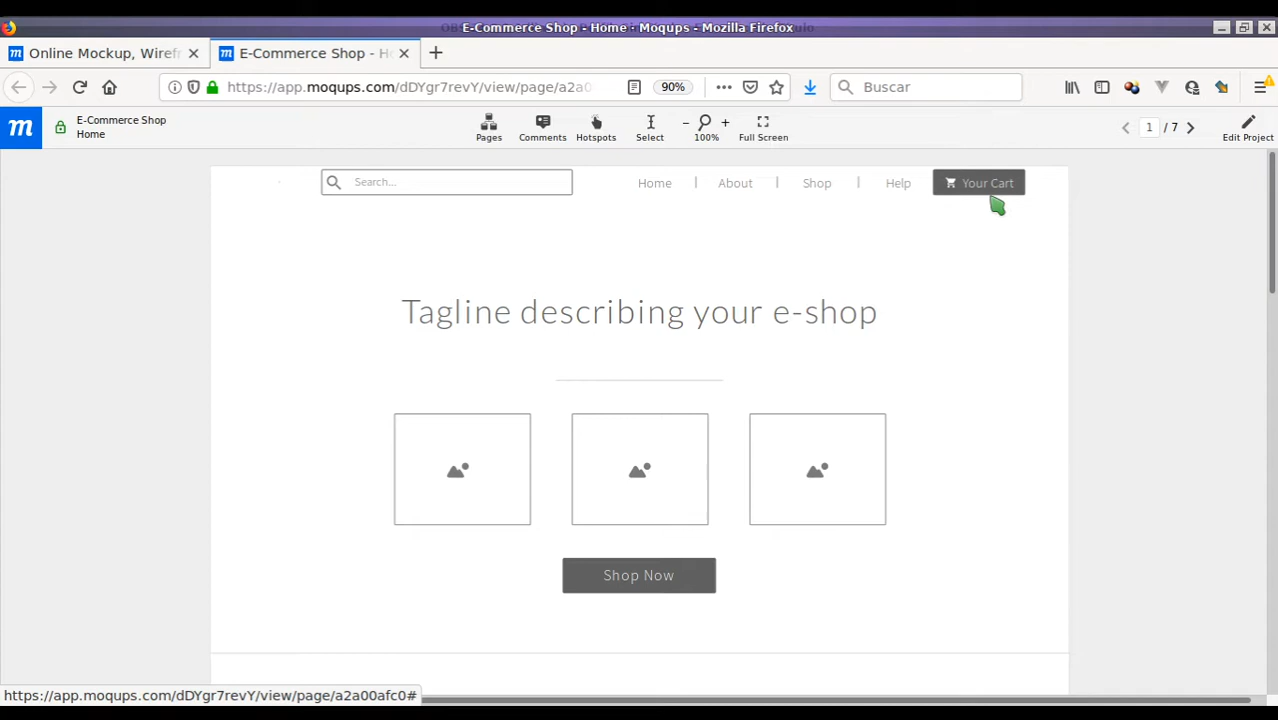 E-Commerce Shop - Home · Moqups - Mozilla Firefox
Online Mockup, Wirefr
E-Commerce Shop - Ho
https://app.moqups.com/dDYgr7revY/view/page/a2a0
90%
Buscar
E-Commerce Shop
Home
Pages
Comments
Hotspots
Select
100%
Full Screen
1 / 7
Edit Project
Search...
Home | About | Shop | Help
Your Cart
Tagline describing your e-shop
Shop Now
https://app.moqups.com/dDYgr7revY/view/page/a2a00afc0#